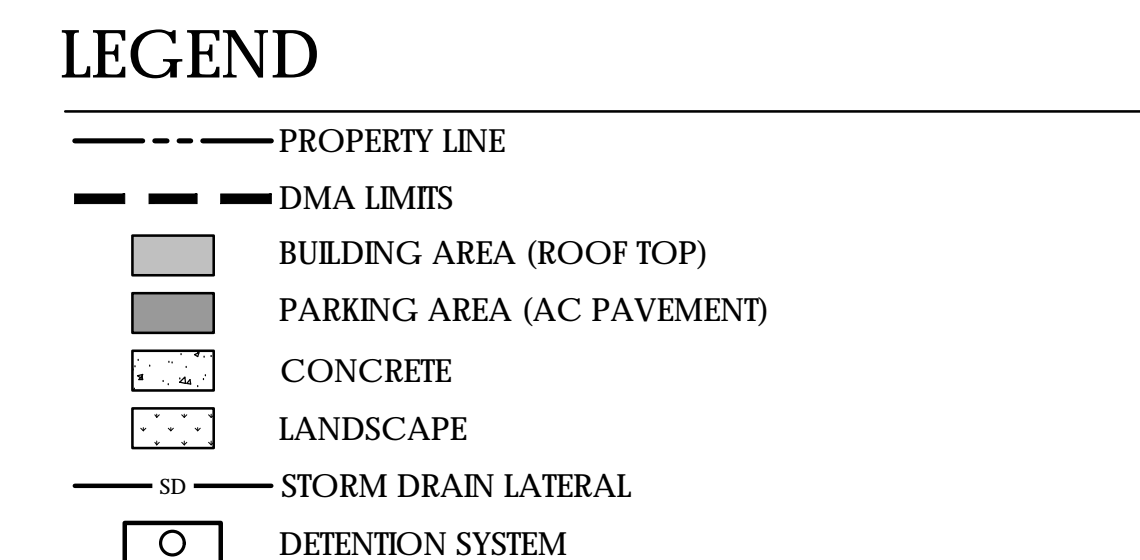 LEGEND
PROPERTY LINE
DMA LIMITS
BUILDING AREA (ROOF TOP)
PARKING AREA (AC PAVEMENT)
CONCRETE
LANDSCAPE
SD STORM DRAIN LATERAL
DETENTION SYSTEM